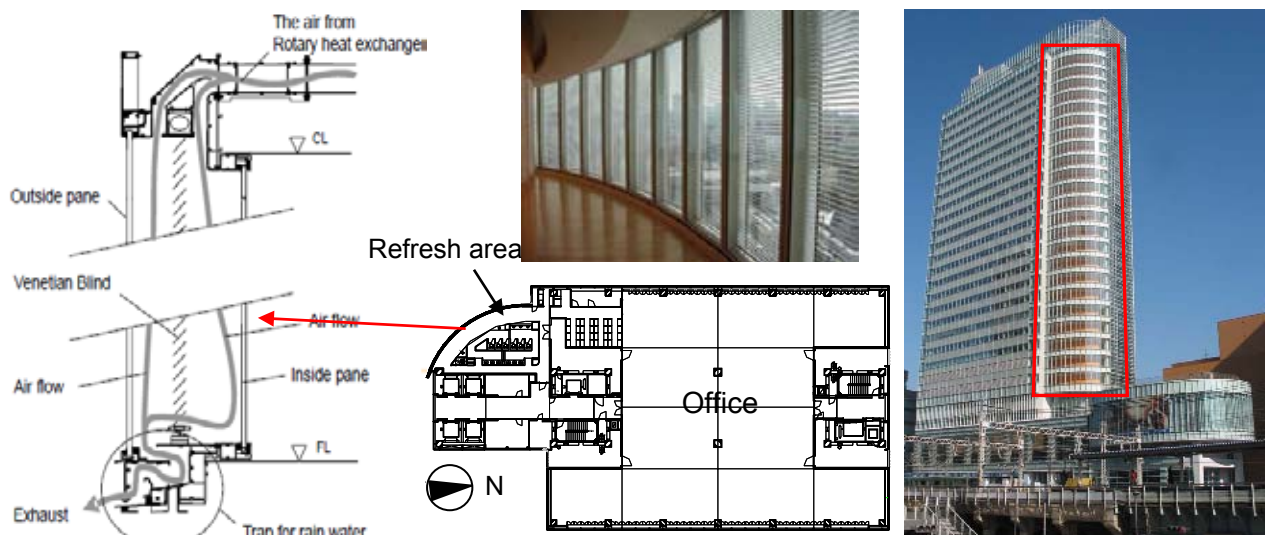 The air from
Rotary heat exchanger
CL
Outside pane
Refresh area
Venetian Blind
Air flow
Air flow
Inside pane
Office
FL
N
Exhaust
Trap for rain water